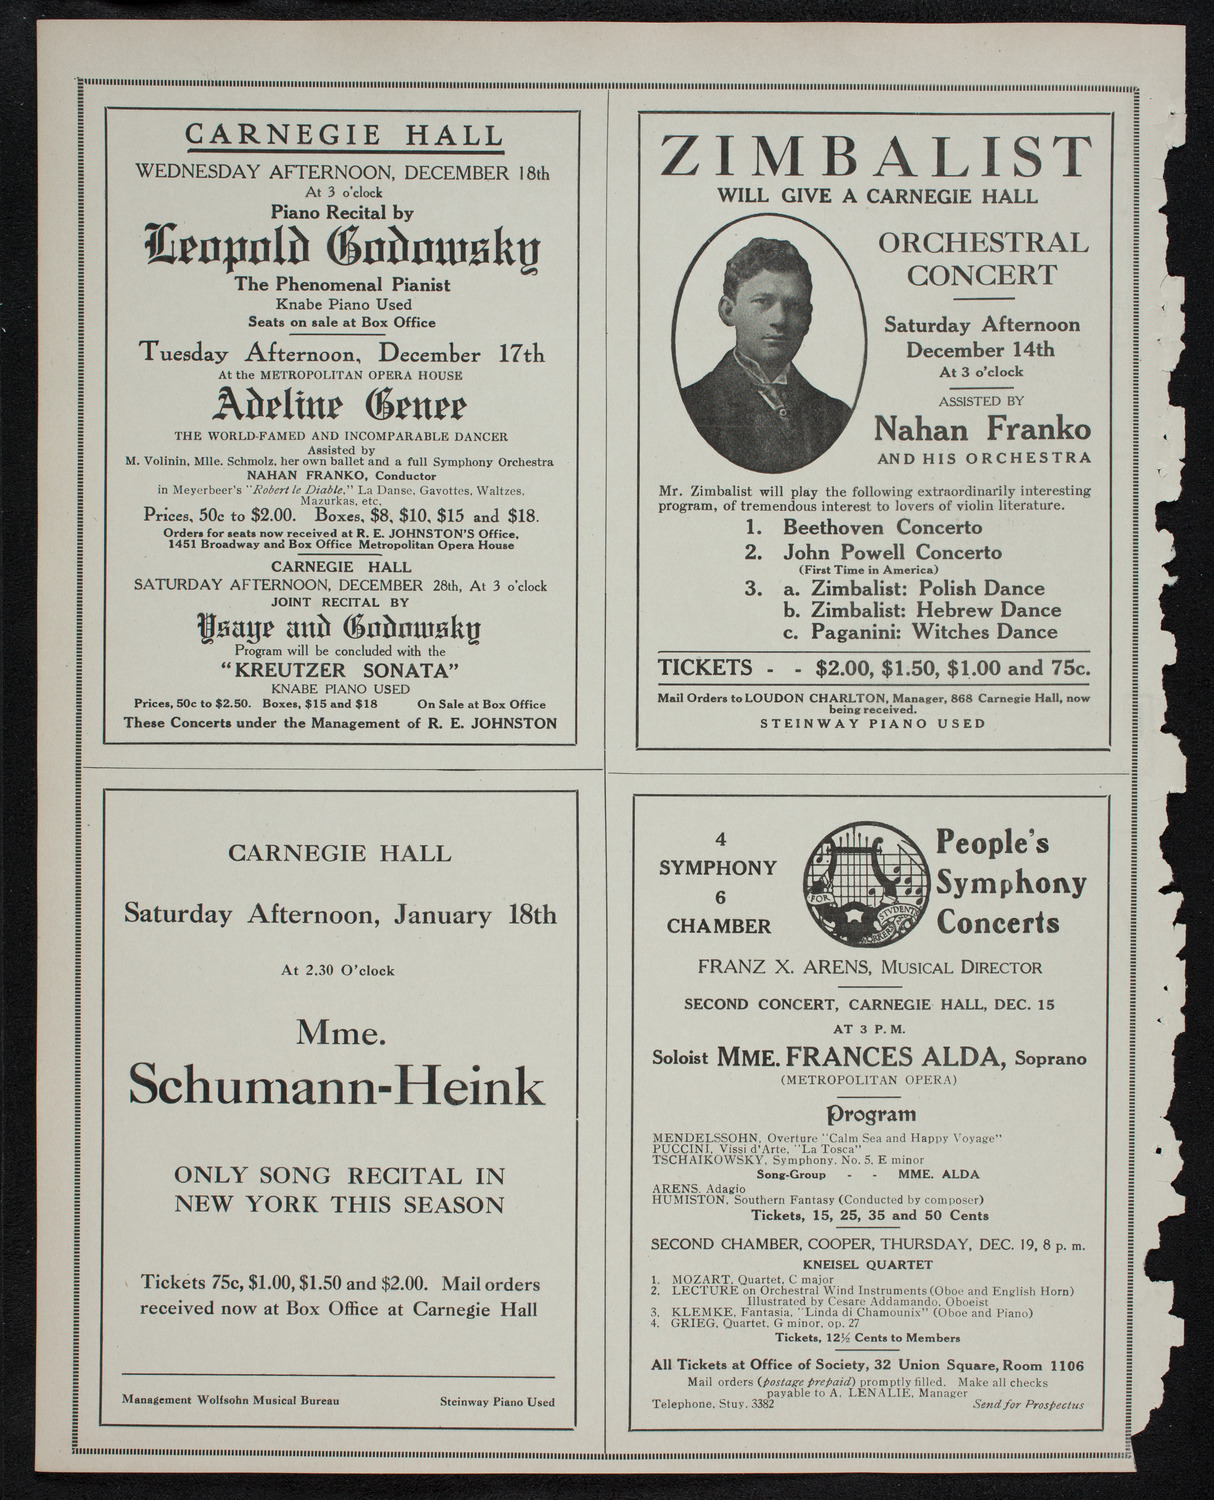 CARNEGIE HALL
WEDNESDAY AFTERNOON, DECEMBER 18th
At 3 o'clock
Piano Recital by
Leopold Godowsky
The Phenomenal Pianist
Knabe Piano Used
Seats on sale at Box Office
Tuesday Afternoon, December 17th
At the METROPOLITAN OPERA HOUSE
Adeline Genee
THE WORLD-FAMED AND INCOMPARABLE DANCER
Assisted by
M. Volinin, Mlle. Schmolz, her own ballet and a full Symphony Orchestra
NAHAN FRANKO, Conductor
in Meyerbeer's "Robert le Diable," La Danse, Gavottes, Waltzes,
Mazurkas, etc.
Prices, 50c to $2.00. Boxes, $8, $10, $15 and $18.
Orders for seats now received at R. E. JOHNSTON'S Office,
1451 Broadway and Box Office Metropolitan Opera House
CARNEGIE HALL
SATURDAY AFTERNOON, DECEMBER 28th, At 3 o'clock
JOINT RECITAL BY
Ysaye and Godowsky
Program will be concluded with the
"KREUTZER SONATA"
KNABE PIANO USED
Prices, 50c to $2.50. Boxes, $15 and $18 On Sale at Box Office
These Concerts under the Management of R. E. JOHNSTON
ZIMBALIST
WILL GIVE A CARNEGIE HALL
ORCHESTRAL
CONCERT
Saturday Afternoon
December 14th
At 3 o'clock
ASSISTED BY
Nahan Franko
AND HIS ORCHESTRA
Mr. Zimbalist will play the following extraordinarily interesting
program, of tremendous interest to lovers of violin literature.
1. Beethoven Concerto
2. John Powell Concerto
(First Time in America)
3. a. Zimbalist: Polish Dance
b. Zimbalist: Hebrew Dance
c. Paganini: Witches Dance
TICKETS - - $2.00, $1.50, $1.00 and 75c.
Mail Orders to LOUDON CHARLTON, Manager, 868 Carnegie Hall, now
being received.
STEINWAY PIANO USED
CARNEGIE HALL
Saturday Afternoon, January 18th
At 2.30 O'clock
Mme.
Schumann-Heink
ONLY SONG RECITAL IN
NEW YORK THIS SEASON
Tickets 75c, $1.00, $1.50 and $2.00. Mail orders
received now at Box Office at Carnegie Hall
Management Wolfsohn Musical Bureau Steinway Piano Used
4
SYMPHONY
6
CHAMBER
FOR
STUDENTS
WORKERS
People's
Symphony
Concerts
FRANZ X. ARENS, MUSICAL DIRECTOR
SECOND CONCERT, CARNEGIE HALL, DEC. 15
AT 3 P. M.
Soloist MME. FRANCES ALDA, Soprano
(METROPOLITAN OPERA)
Program
MENDELSSOHN, Overture "Calm Sea and Happy Voyage"
PUCCINI, Vissi d'Arte, "La Tosca"
TSCHAIKOWSKY, Symphony, No. 5, E minor
Song-Group - - MME. ALDA
ARENS, Adagio
HUMISTON, Southern Fantasy (Conducted by composer)
Tickets, 15, 25, 35 and 50 Cents
SECOND CHAMBER, COOPER, THURSDAY, DEC. 19, 8 p. m.
KNEISEL QUARTET
1. MOZART, Quartet, C major
2. LECTURE on Orchestral Wind Instruments (Oboe and English Horn)
Illustrated by Cesare Addamando, Oboeist
3. KLEMKE, Fantasia, "Linda di Chamounix" (Oboe and Piano)
4. GRIEG, Quartet, G minor, op. 27
Tickets, 12½ Cents to Members
All Tickets at Office of Society, 32 Union Square, Room 1106
Mail orders (postage prepaid) promptly filled. Make all checks
payable to A. LENALIE, Manager
Telephone, Stuy. 3382 Send for Prospectus